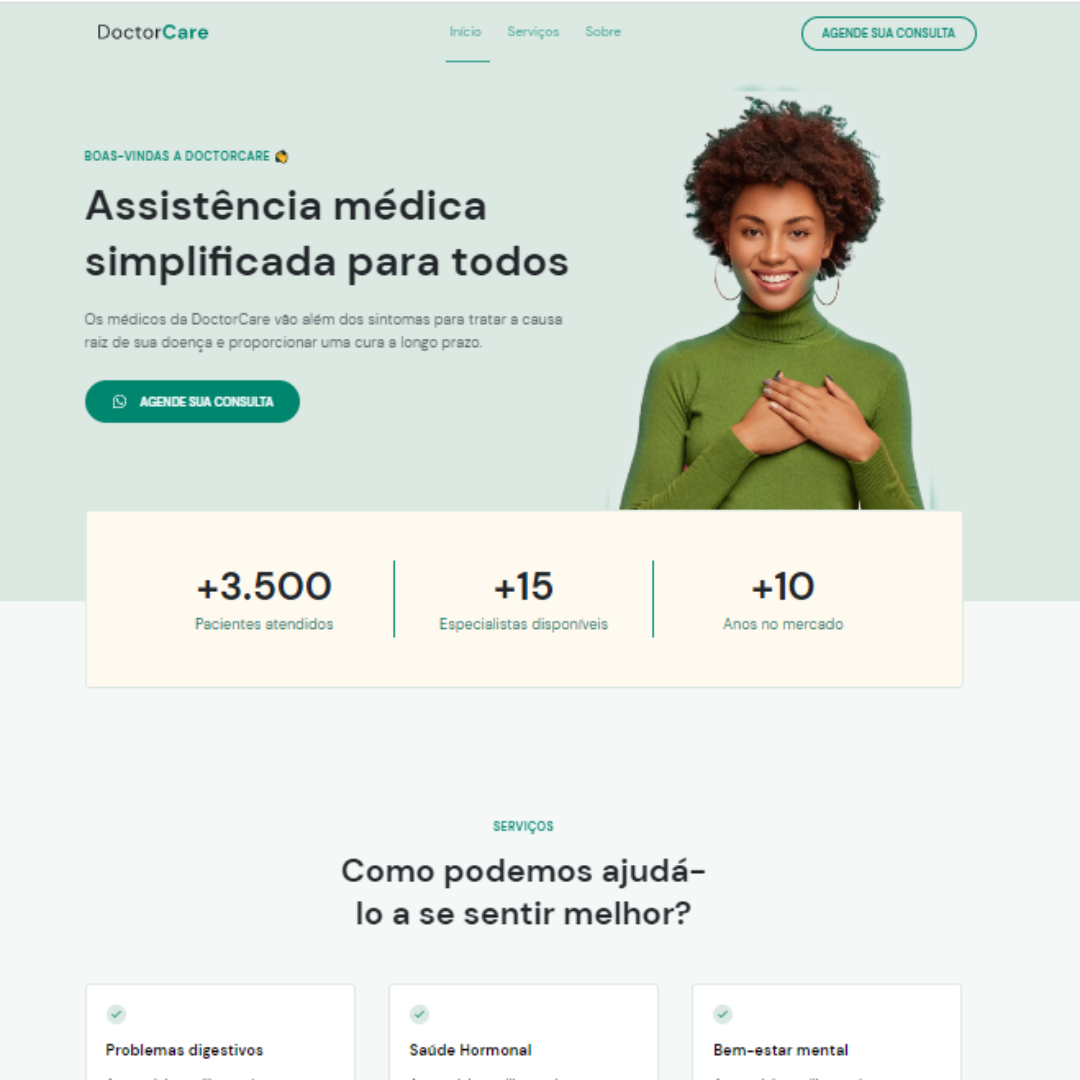 DoctorCare
Início Serviços Sobre
AGENDE SUA CONSULTA
BOAS-VINDAS A DOCTORCARE 👋
Assistência médica
simplificada para todos
Os médicos da DoctorCare vão além dos sintomas para tratar a causa
raiz de sua doença e proporcionar uma cura a longo prazo.
AGENDE SUA CONSULTA
+3.500
Pacientes atendidos
+15
Especialistas disponíveis
+10
Anos no mercado
SERVIÇOS
Como podemos ajudá-
lo a se sentir melhor?
Problemas digestivos
Saúde Hormonal
Bem-estar mental